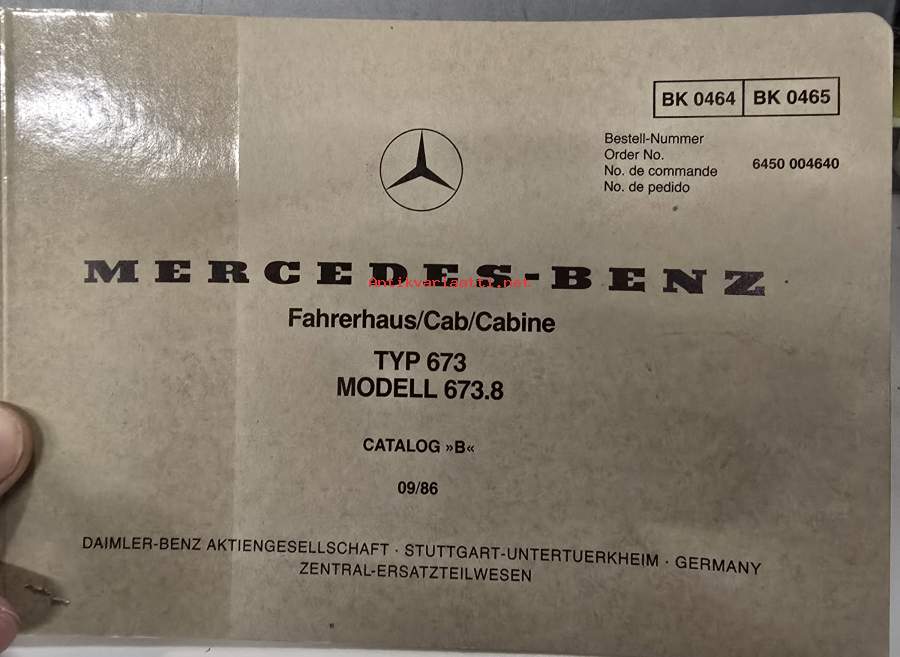 BK 0464 BK 0465
Bestell-Nummer
Order No.
No. de commande
No. de pedido
6450 004640
MERCEDES-BENZ
Antikvariaatti.net
Fahrerhaus/Cab/Cabine
TYP 673
MODELL 673.8
CATALOG »B«
09/86
DAIMLER-BENZ AKTIENGESELLSCHAFT · STUTTGART-UNTERTUERKHEIM · GERMANY
ZENTRAL-ERSATZTEILWESEN